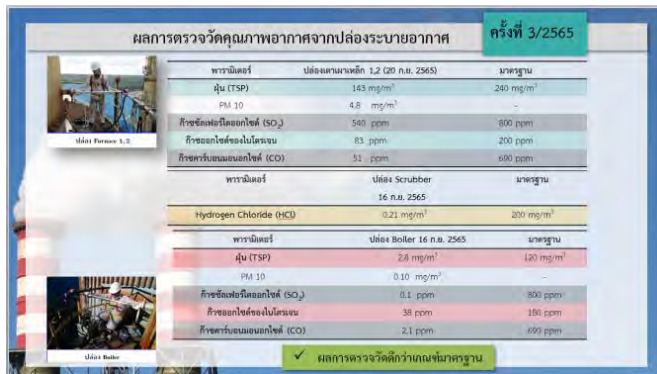 ผลการตรวจวัดคุณภาพอากาศจากปล่องระบายอากาศ
ครั้งที่ 3/2565
พารามิเตอร์ ปล่องเตาเผาเหล็ก 1,2 (20 ก.ย. 2565) มาตรฐาน
ฝุ่น (TSP) 143 mg/m³ 240 mg/m³
PM 10 4.8 mg/m³ -
ก๊าซซัลเฟอร์ไดออกไซด์ (SO₂) 540 ppm 800 ppm
ก๊าซออกไซด์ของไนโตรเจน 83 ppm 200 ppm
ก๊าซคาร์บอนมอนอกไซด์ (CO) 51 ppm 690 ppm
ปล่อง Furnace 1,2
พารามิเตอร์ ปล่อง Scrubber มาตรฐาน
16 ก.ย. 2565
Hydrogen Chloride (HCl) 0.21 mg/m³ 200 mg/m³
พารามิเตอร์ ปล่อง Boiler 16 ก.ย. 2565 มาตรฐาน
ฝุ่น (TSP) 2.8 mg/m³ 120 mg/m³
PM 10 0.10 mg/m³ -
ก๊าซซัลเฟอร์ไดออกไซด์ (SO₂) 0.1 ppm 800 ppm
ก๊าซออกไซด์ของไนโตรเจน 38 ppm 180 ppm
ก๊าซคาร์บอนมอนอกไซด์ (CO) 2.1 ppm 690 ppm
ปล่อง Boiler
✓ ผลการตรวจวัดดีกว่าเกณฑ์มาตรฐาน